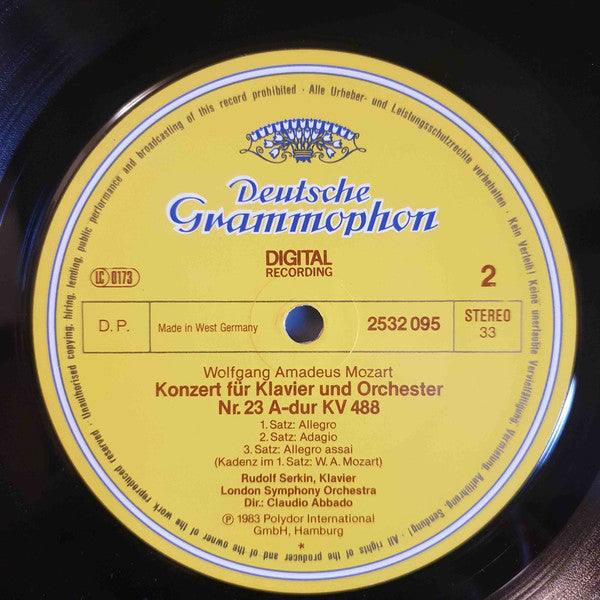 Deutsche
Grammophon
DIGITAL
RECORDING
LC 0173
2
D.P.
Made in West Germany
2532 095
STEREO
33
Wolfgang Amadeus Mozart
Konzert für Klavier und Orchester
Nr. 23 A-dur KV 488
1. Satz: Allegro
2. Satz: Adagio
3. Satz: Allegro assai
(Kadenz im 1. Satz: W. A. Mozart)
Rudolf Serkin, Klavier
London Symphony Orchestra
Dir.: Claudio Abbado
Ⓟ 1983 Polydor International
GmbH, Hamburg
*
Alle Urheber- und Leistungsschutzrechte vorbehalten · Kein Verleih! Keine unerlaubte Vervielfältigung, Vermietung, Aufführung, Sendung! · All rights of the producer and of the owner of the work reproduced reserved · Unauthorised copying, hiring, lending, public performance and broadcasting of this record prohibited ·